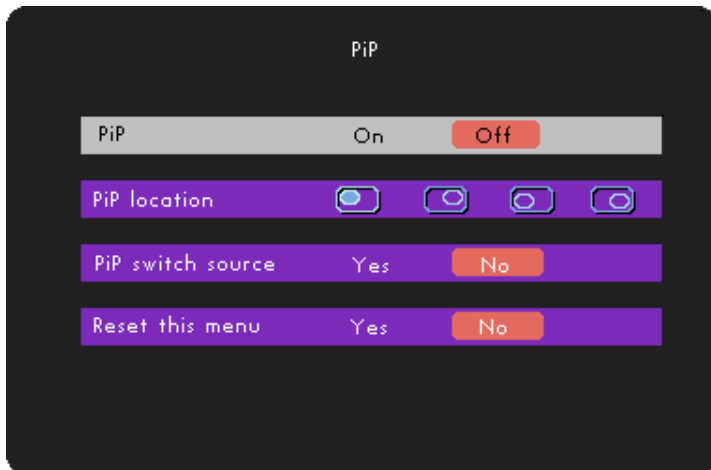 PiP
PiP On Off
PiP location
PiP switch source Yes No
Reset this menu Yes No